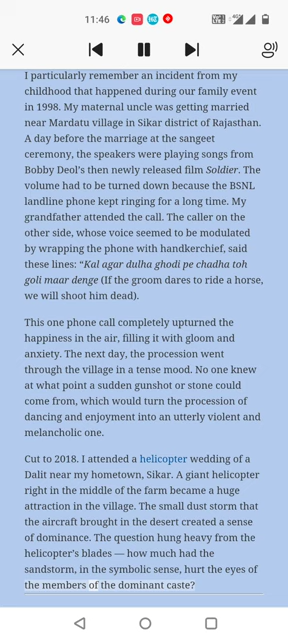 11:46
I particularly remember an incident from my
childhood that happened during our family event
in 1998. My maternal uncle was getting married
near Mardatu village in Sikar district of Rajasthan.
A day before the marriage at the sangeet
ceremony, the speakers were playing songs from
Bobby Deol's then newly released film Soldier. The
volume had to be turned down because the BSNL
landline phone kept ringing for a long time. My
grandfather attended the call. The caller on the
other side, whose voice seemed to be modulated
by wrapping the phone with handkerchief, said
these lines: “Kal agar dulha ghodi pe chadha toh
goli maar denge (If the groom dares to ride a horse,
we will shoot him dead).
This one phone call completely upturned the
happiness in the air, filling it with gloom and
anxiety. The next day, the procession went
through the village in a tense mood. No one knew
at what point a sudden gunshot or stone could
come from, which would turn the procession of
dancing and enjoyment into an utterly violent and
melancholic one.
Cut to 2018. I attended a helicopter wedding of a
Dalit near my hometown, Sikar. A giant helicopter
right in the middle of the farm became a huge
attraction in the village. The small dust storm that
the aircraft brought in the desert created a sense
of dominance. The question hung heavy from the
helicopter's blades — how much had the
sandstorm, in the symbolic sense, hurt the eyes of
the members of the dominant caste?